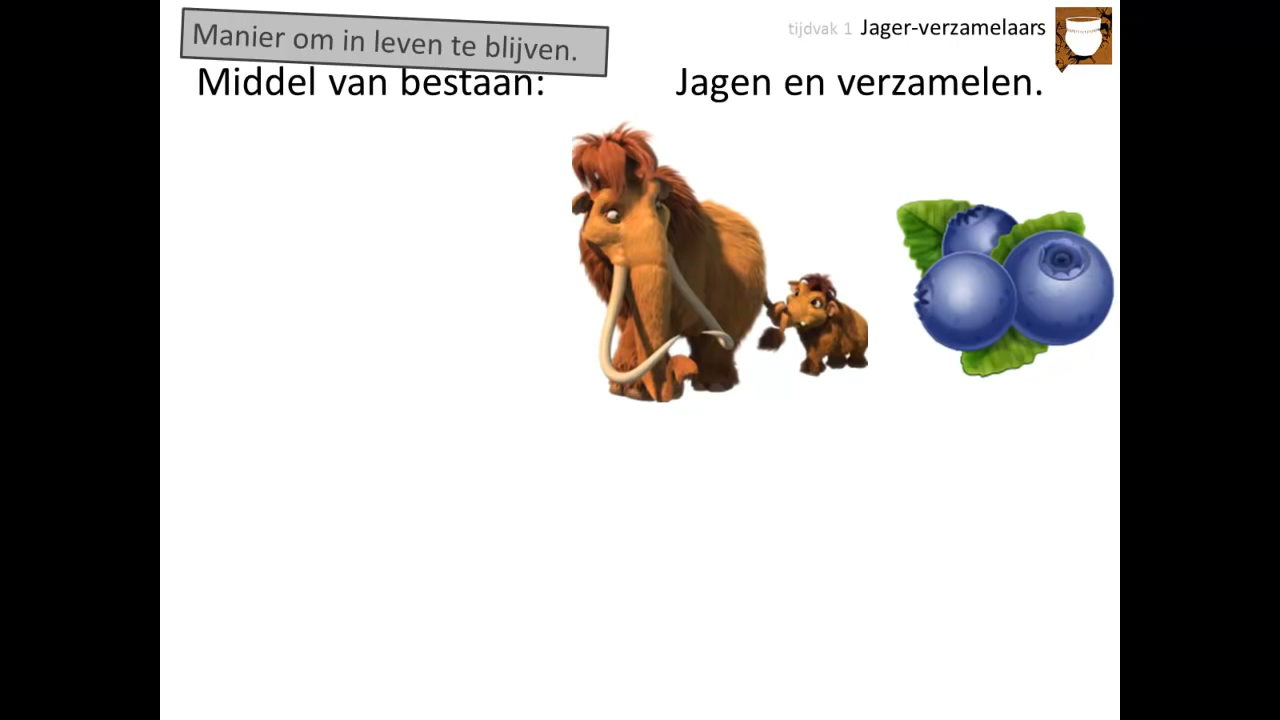 Manier om in leven te blijven.
tijdvak 1 Jager-verzamelaars
Middel van bestaan: Jagen en verzamelen.